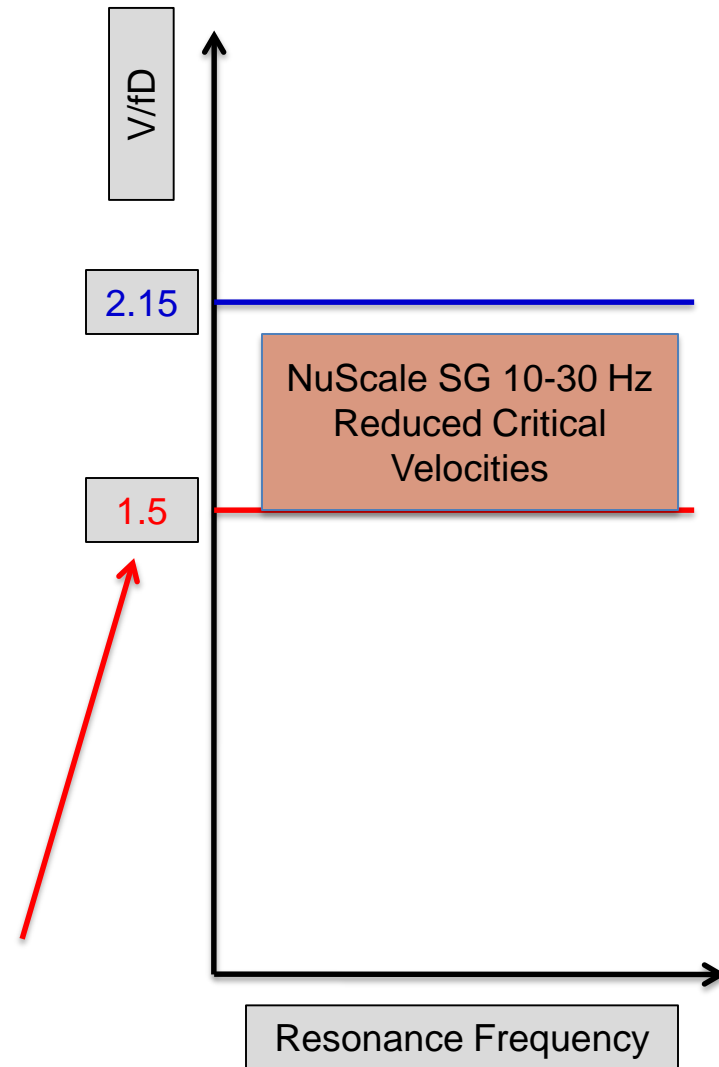 V/fD
2.15
NuScale SG 10-30 Hz
Reduced Critical
Velocities
1.5
Resonance Frequency